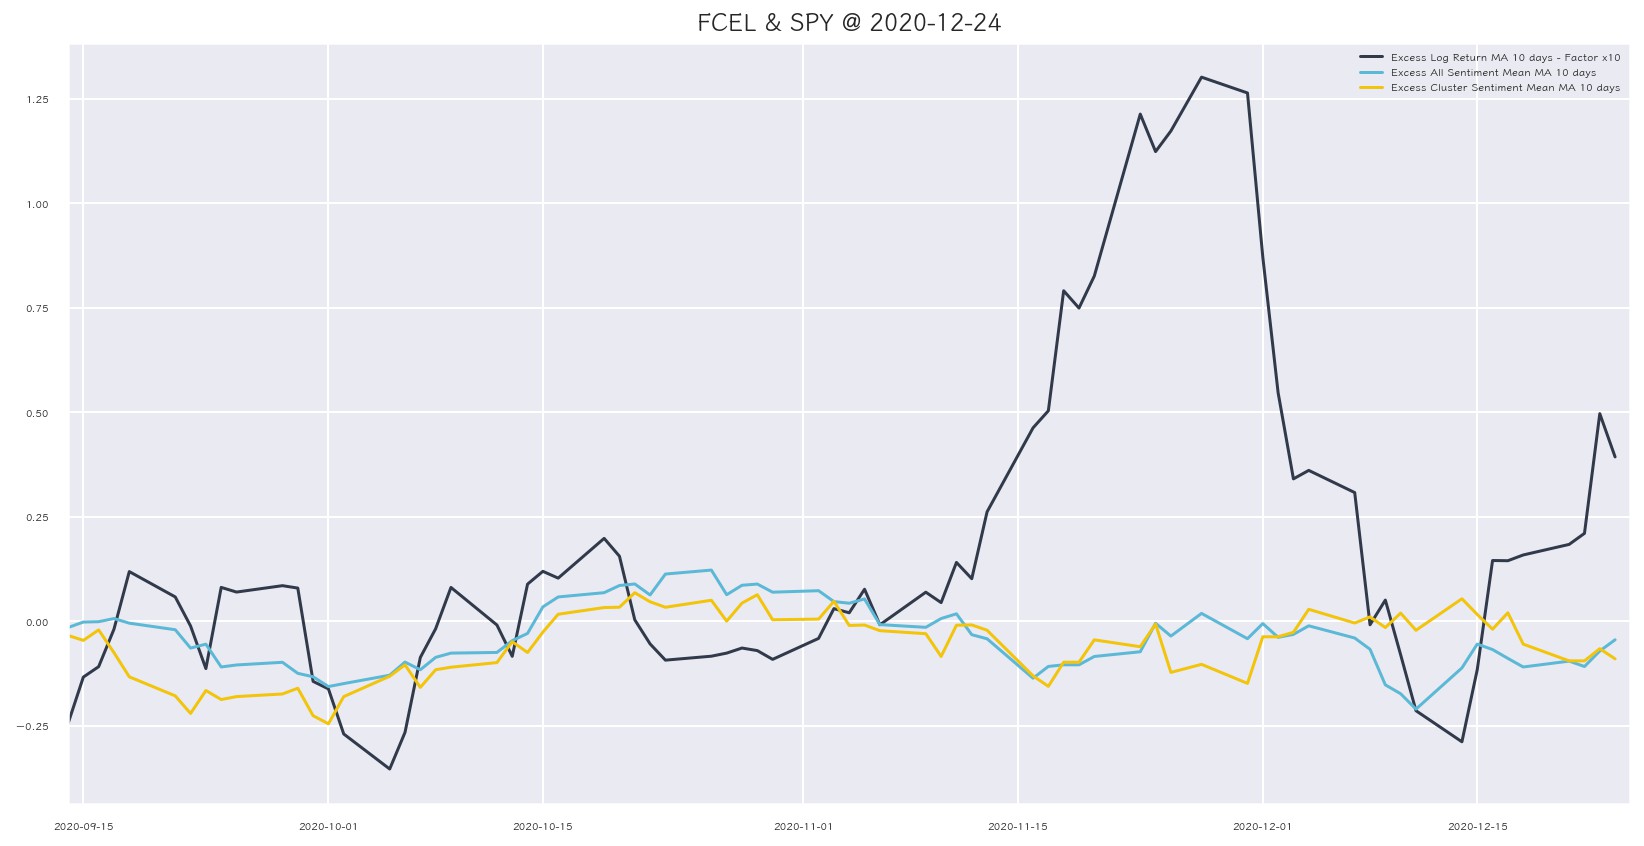 FCEL & SPY @ 2020-12-24
Excess Log Return MA 10 days - Factor x10
Excess All Sentiment Mean MA 10 days
Excess Cluster Sentiment Mean MA 10 days
1.25
1.00
0.75
0.50
0.25
0.00
−0.25
2020-09-15 2020-10-01 2020-10-15 2020-11-01 2020-11-15 2020-12-01 2020-12-15